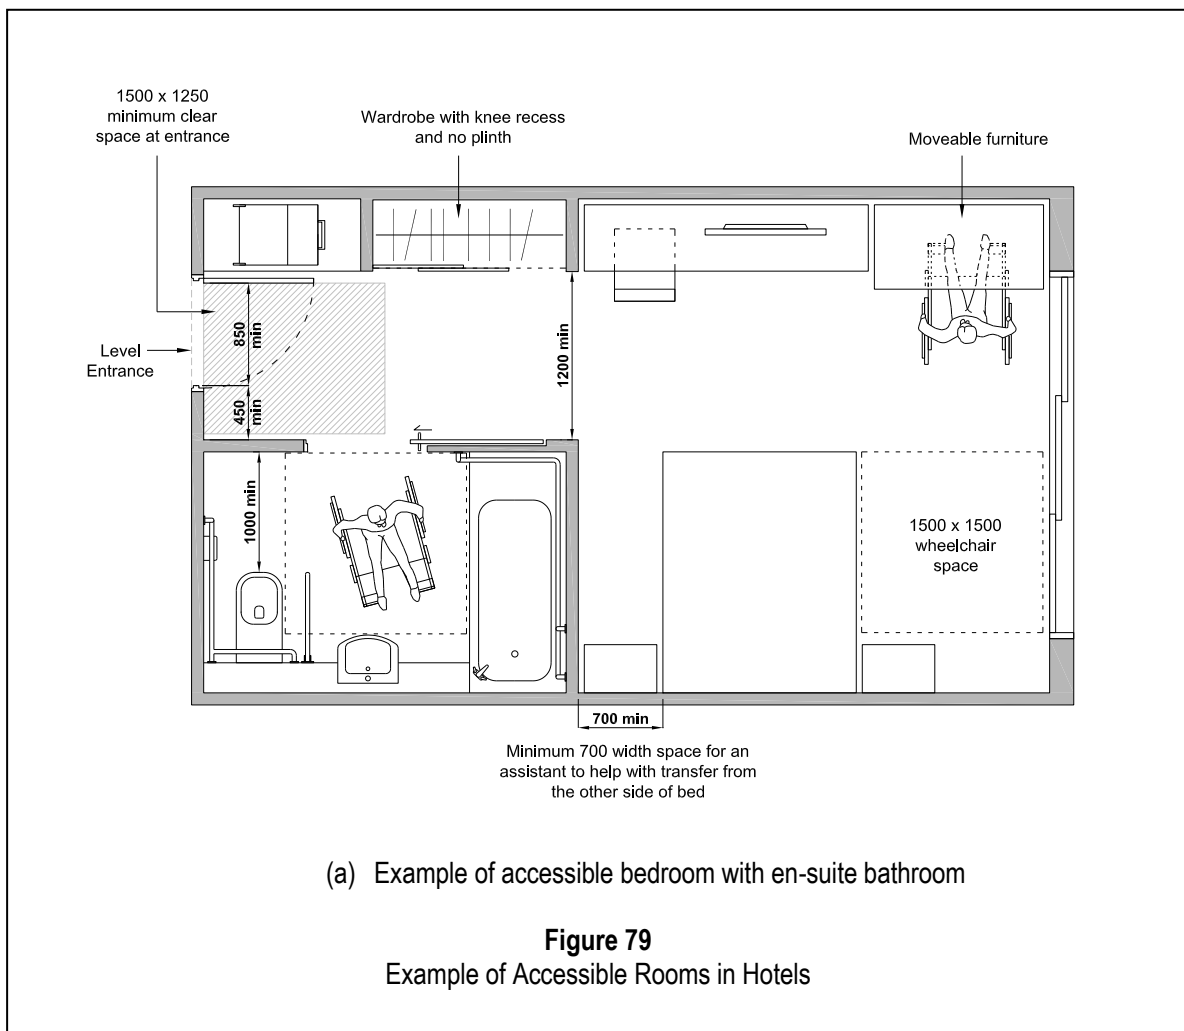 1500 x 1250
minimum clear
space at entrance
Wardrobe with knee recess
and no plinth
Moveable furniture
Level
Entrance
850
min
450
min
1200 min
1000 min
1500 x 1500
wheelchair
space
700 min
Minimum 700 width space for an
assistant to help with transfer from
the other side of bed
(a) Example of accessible bedroom with en-suite bathroom
Figure 79
Example of Accessible Rooms in Hotels